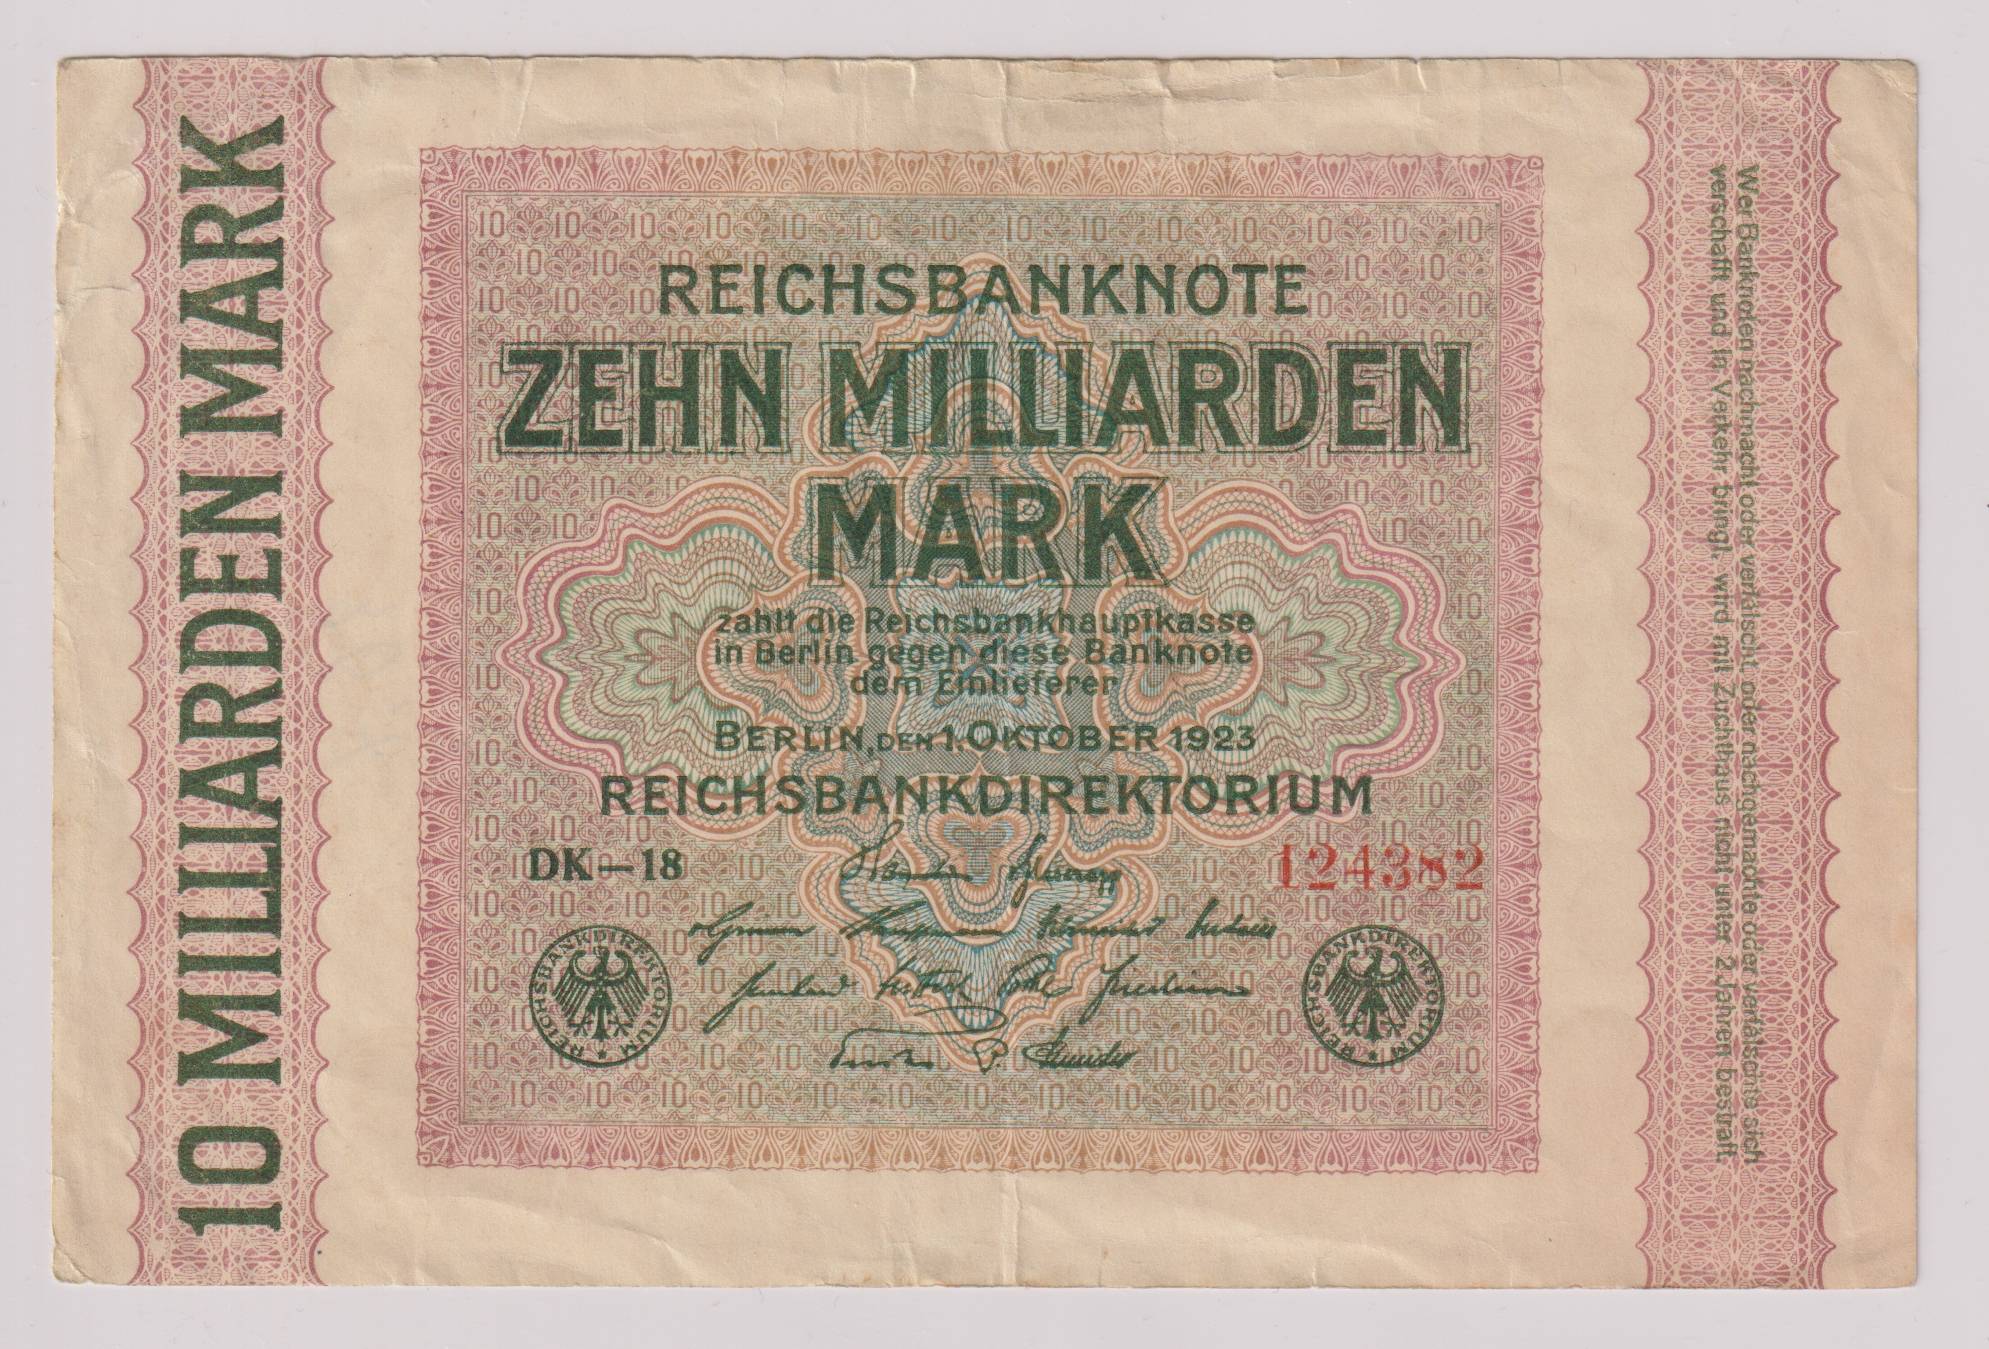 10 MILLIARDEN MARK
REICHSBANKNOTE
ZEHN MILLIARDEN
MARK
zahlt die Reichsbankhauptkasse
in Berlin gegen diese Banknote
dem Einlieferer
BERLIN, DEN 1. OKTOBER 1923
REICHSBANKDIREKTORIUM
DK-18
124382
REICHSBANKDIREKTORIUM
REICHSBANKDIREKTORIUM
Wer Banknoten nachmacht oder verfälscht, oder nachgemachte oder verfälschte sich
verschafft und in Verkehr bringt, wird mit Zuchthaus nicht unter 2 Jahren bestraft.